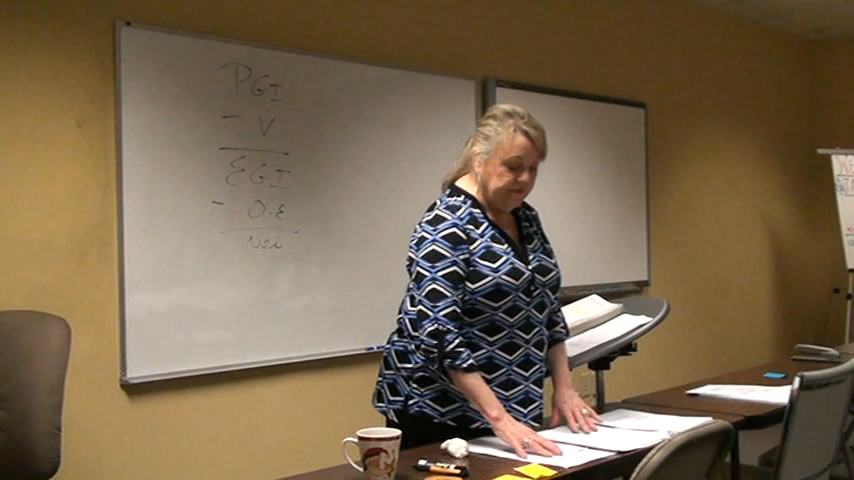 PGI
- V
EGI
- O.E
NOI